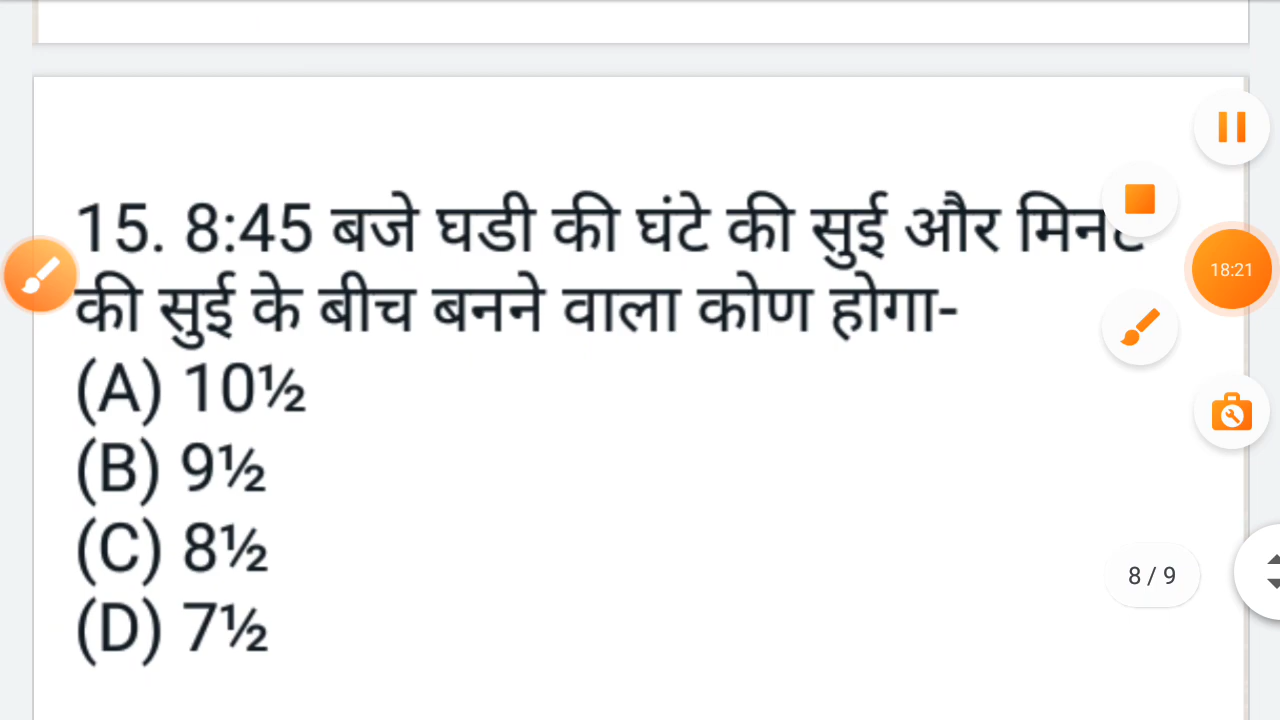 15. 8:45 बजे घडी की घंटे की सुई और मिनट
की सुई के बीच बनने वाला कोण होगा-
(A) 10½
(B) 9½
(C) 8½
(D) 7½
18:21
8 / 9